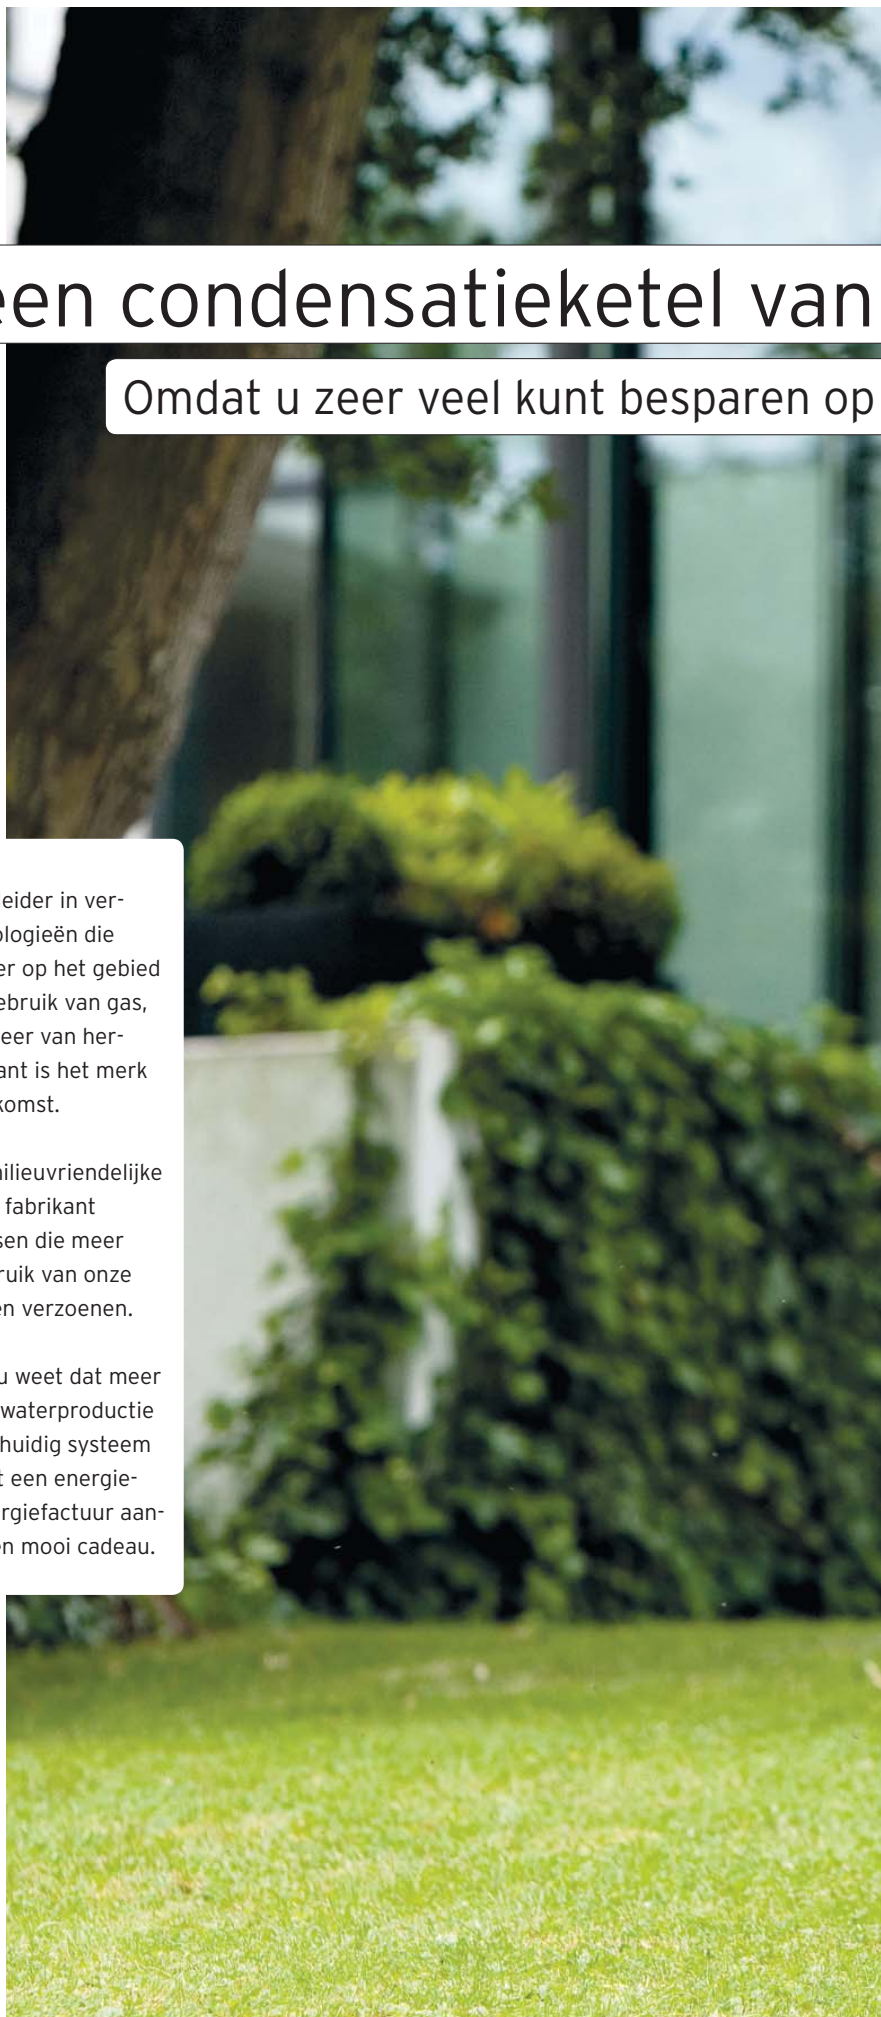 een condensatieketel van
Omdat u zeer veel kunt besparen op
leider in ver-
ologieën die
er op het gebied
ebruik van gas,
eer van her-
ant is het merk
komst.
milieuvriendelijke
fabrikant
sen die meer
ruik van onze
en verzoenen.
u weet dat meer
waterproductie
huidig systeem
t een energie-
rgiefactuur aan-
en mooi cadeau.